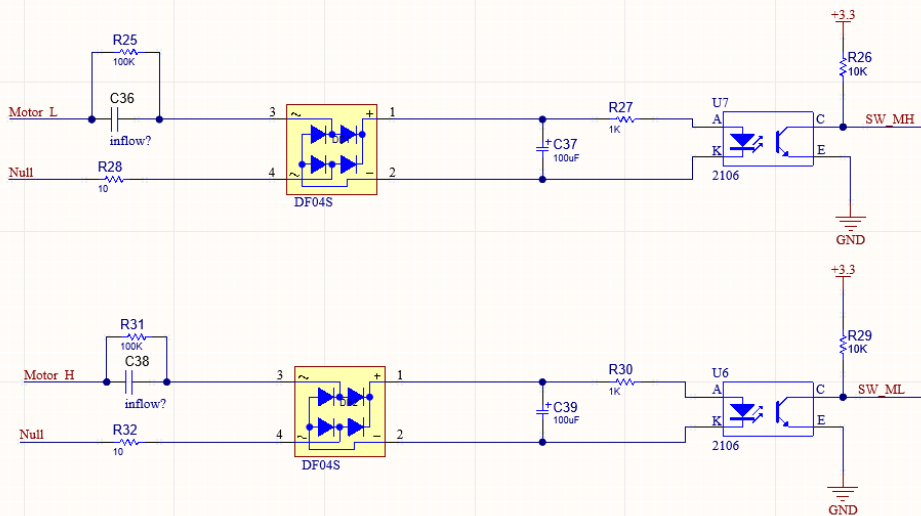 +3.3
R25
100K
R26
10K
C36
R27
U7
Motor L
3 ~ + 1
1K
A C
SW_MH
inflow?
+ C37
100uF
Null
R28
4 ~ − 2
K E
10
DF04S
2106
GND
+3.3
R31
100K
R29
10K
C38
R30
U6
Motor H
3 ~ + 1
1K
A C
SW_ML
inflow?
+ C39
100uF
Null
R32
4 ~ − 2
K E
10
DF04S
2106
GND